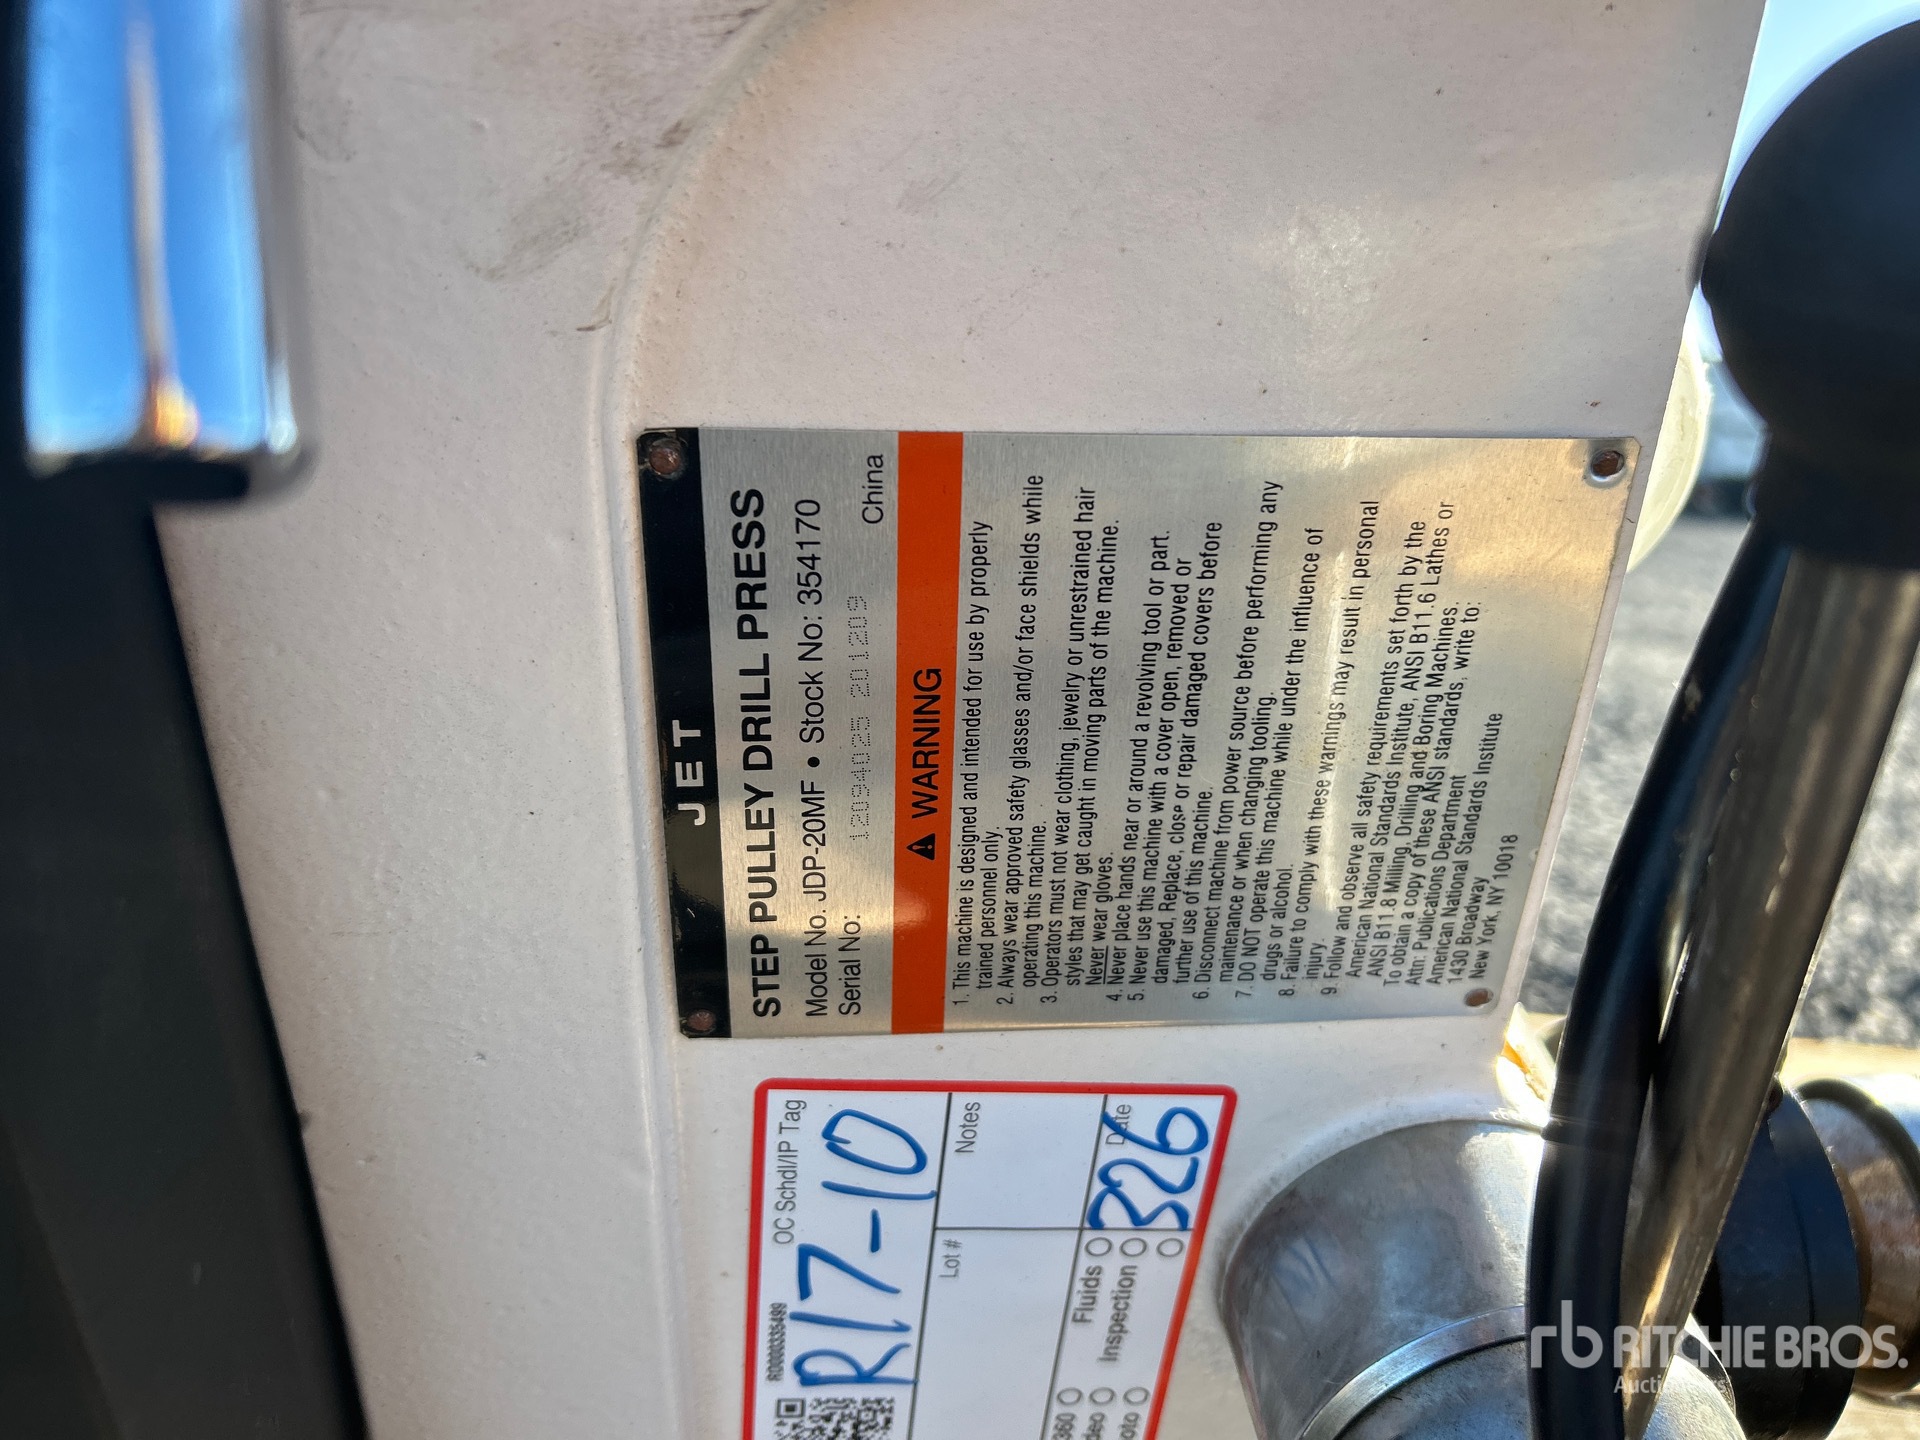 JET
STEP PULLEY DRILL PRESS
Model No. JDP-20MF • Stock No: 354170
Serial No: 12094025 201209
China
WARNING
1. This machine is designed and intended for use by properly
trained personnel only.
2. Always wear approved safety glasses and/or face shields while
operating this machine.
3. Operators must not wear clothing, jewelry or unrestrained hair
styles that may get caught in moving parts of the machine.
Never wear gloves.
4. Never place hands near or around a revolving tool or part.
5. Never use this machine with a cover open, removed or
damaged, Replace, close or repair damaged covers before
further use of this machine.
6. Disconnect machine from power source before performing any
maintenance or when changing tooling.
7. DO NOT operate this machine while under the influence of
drugs or alcohol.
8. Failure to comply with these warnings may result in personal
injury.
9. Follow and observe all safety requirements set forth by the
American National Standards Institute, ANSI B11.6 Lathes or
ANSI B11.8 Milling, Drilling and Boring Machines.
To obtain a copy of these ANSI standards, write to:
Attn: Publications Department
American National Standards Institute
1430 Broadway
New York, NY 10018
RD000035499
OC Schdl/IP Tag
R17-10
Lot #
Notes
360
Fluids
Date
326
deo
Inspection
oto
rb RITCHIE BROS.
Auctioneers